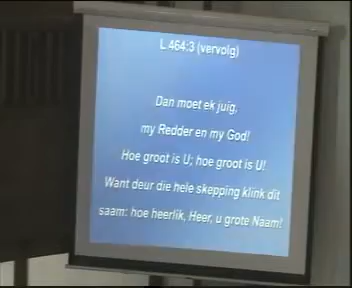 L.464:3 (vervolg)
Dan moet ek juig,
my Redder en my God!
Hoe groot is U; hoe groot is U!
Want deur die hele skepping klink dit
saam: hoe heerlik, Heer, u grote Naam!